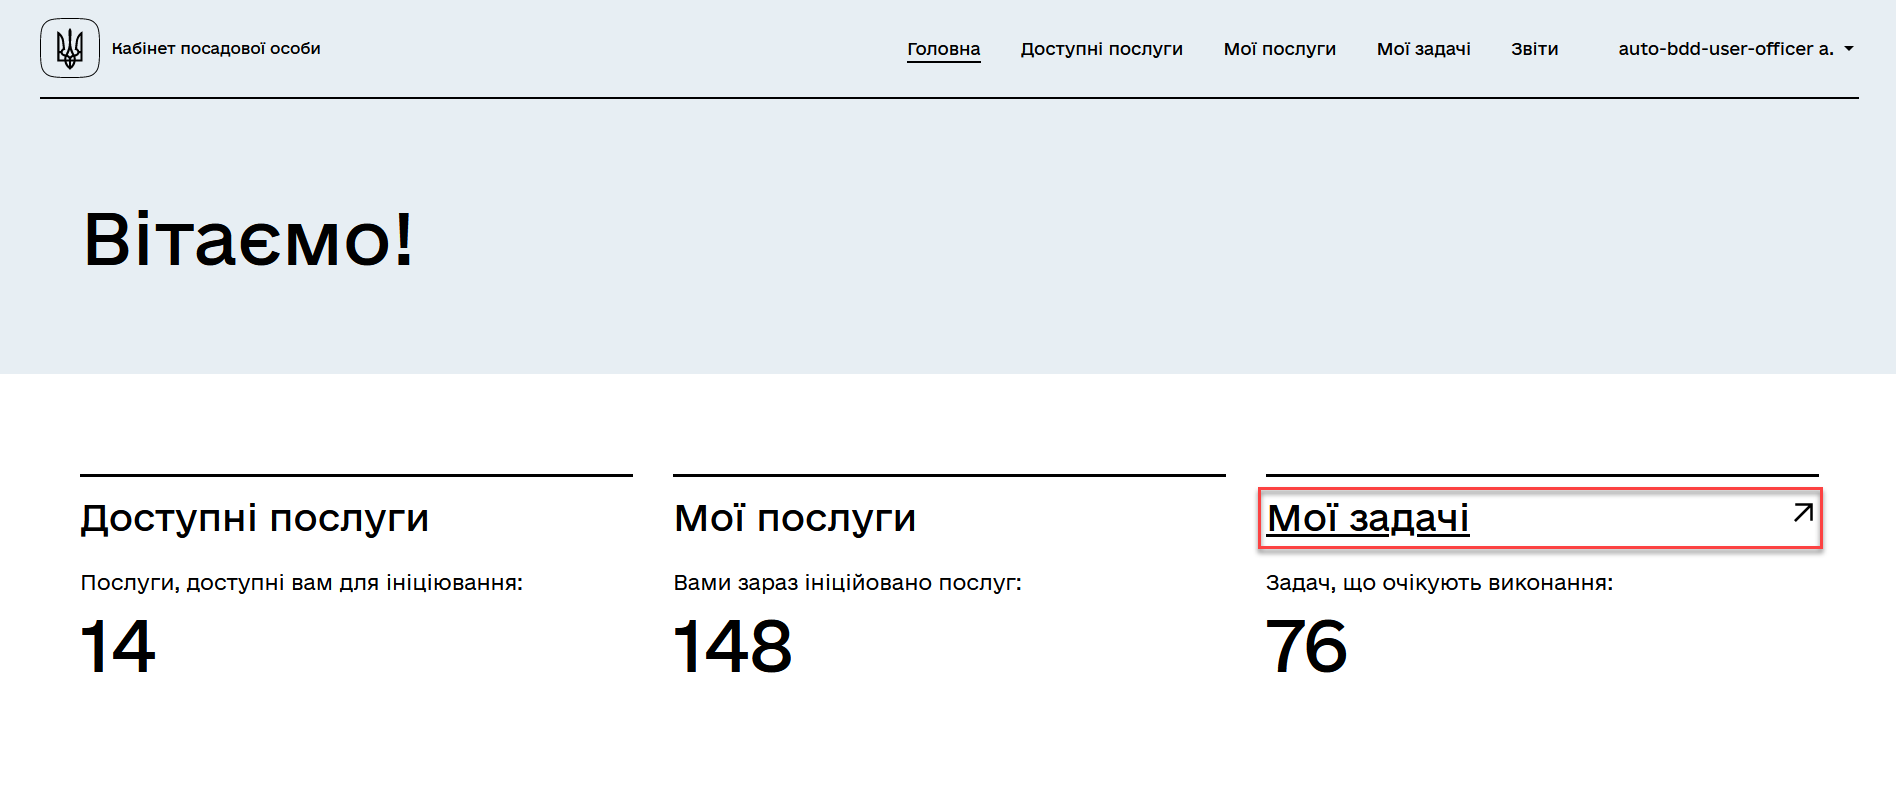 Кабінет посадової особи
Головна Доступні послуги Мої послуги Мої задачі Звіти auto-bdd-user-officer a.
Вітаємо!
Доступні послуги
Послуги, доступні вам для ініціювання:
14
Мої послуги
Вами зараз ініційовано послуг:
148
Мої задачі
Задач, що очікують виконання:
76